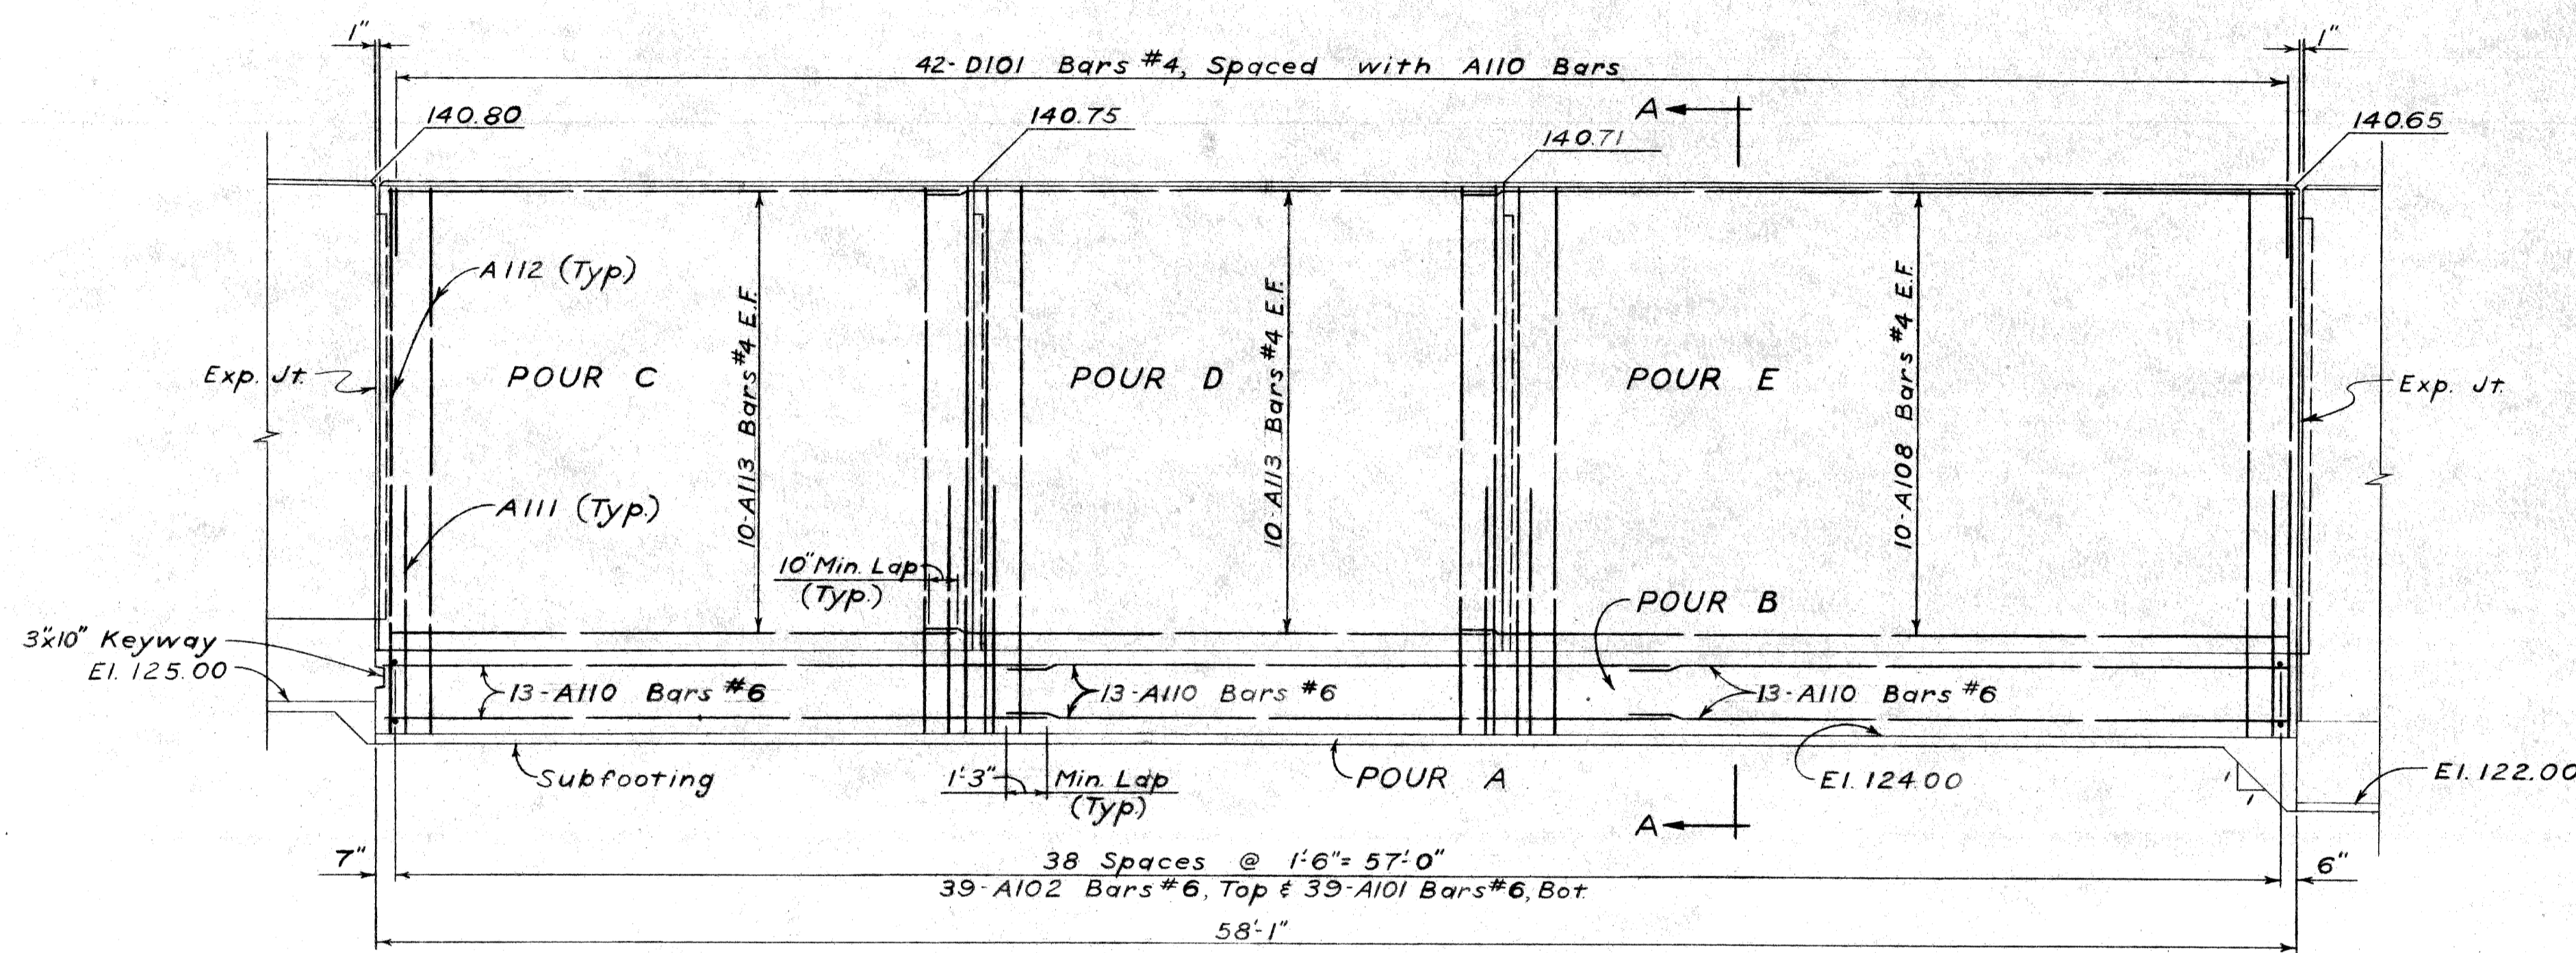 1"
1"
42-D101 Bars #4, Spaced with A110 Bars
A
140.80
140.75
140.71
140.65
A112 (Typ.)
10-A113 Bars #4 E.F.
10-A113 Bars #4 E.F.
10-A108 Bars #4 E.F.
Exp. Jt.
POUR C
POUR D
POUR E
Exp. Jt.
A111 (Typ.)
10" Min. Lap
(Typ.)
POUR B
3"x10" Keyway
El. 125.00
13-A110 Bars #6
13-A110 Bars #6
13-A110 Bars #6
Subfooting
1'-3" Min. Lap
(Typ.)
POUR A
El. 124.00
1
1
El. 122.00
A
7"
38 Spaces @ 1'-6" = 57'-0"
6"
39-A102 Bars #6, Top & 39-A101 Bars #6, Bot.
58'-1"